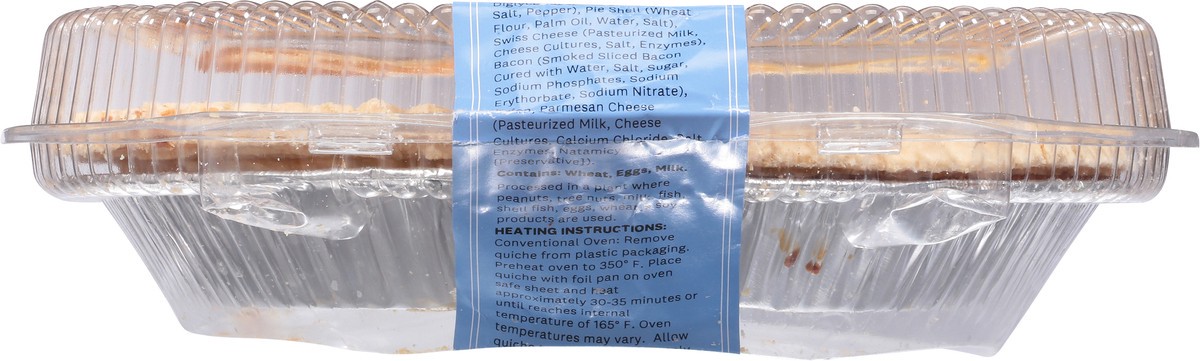 Salt, Pepper), Pie Shell (Wheat
Flour, Palm Oil, Water, Salt),
Swiss Cheese (Pasteurized Milk,
Cheese Cultures, Salt, Enzymes),
Bacon (Smoked Sliced Bacon
Cured with Water, Salt, Sugar,
Sodium Phosphates, Sodium
Erythorbate, Sodium Nitrate),
Parmesan Cheese
(Pasteurized Milk, Cheese
Cultures, Calcium Chloride, Salt,
Enzymes, Natamycin
(Preservative)).
Contains: Wheat, Eggs, Milk.
Processed in a plant where
peanuts, tree nuts, milk, fish,
shell fish, eggs, wheat, soy
products are used.
HEATING INSTRUCTIONS:
Conventional Oven: Remove
quiche from plastic packaging.
Preheat oven to 350° F. Place
quiche with foil pan on oven
safe sheet and heat
approximately 30-35 minutes or
until reaches internal
temperature of 165° F. Oven
temperatures may vary. Allow
quiche